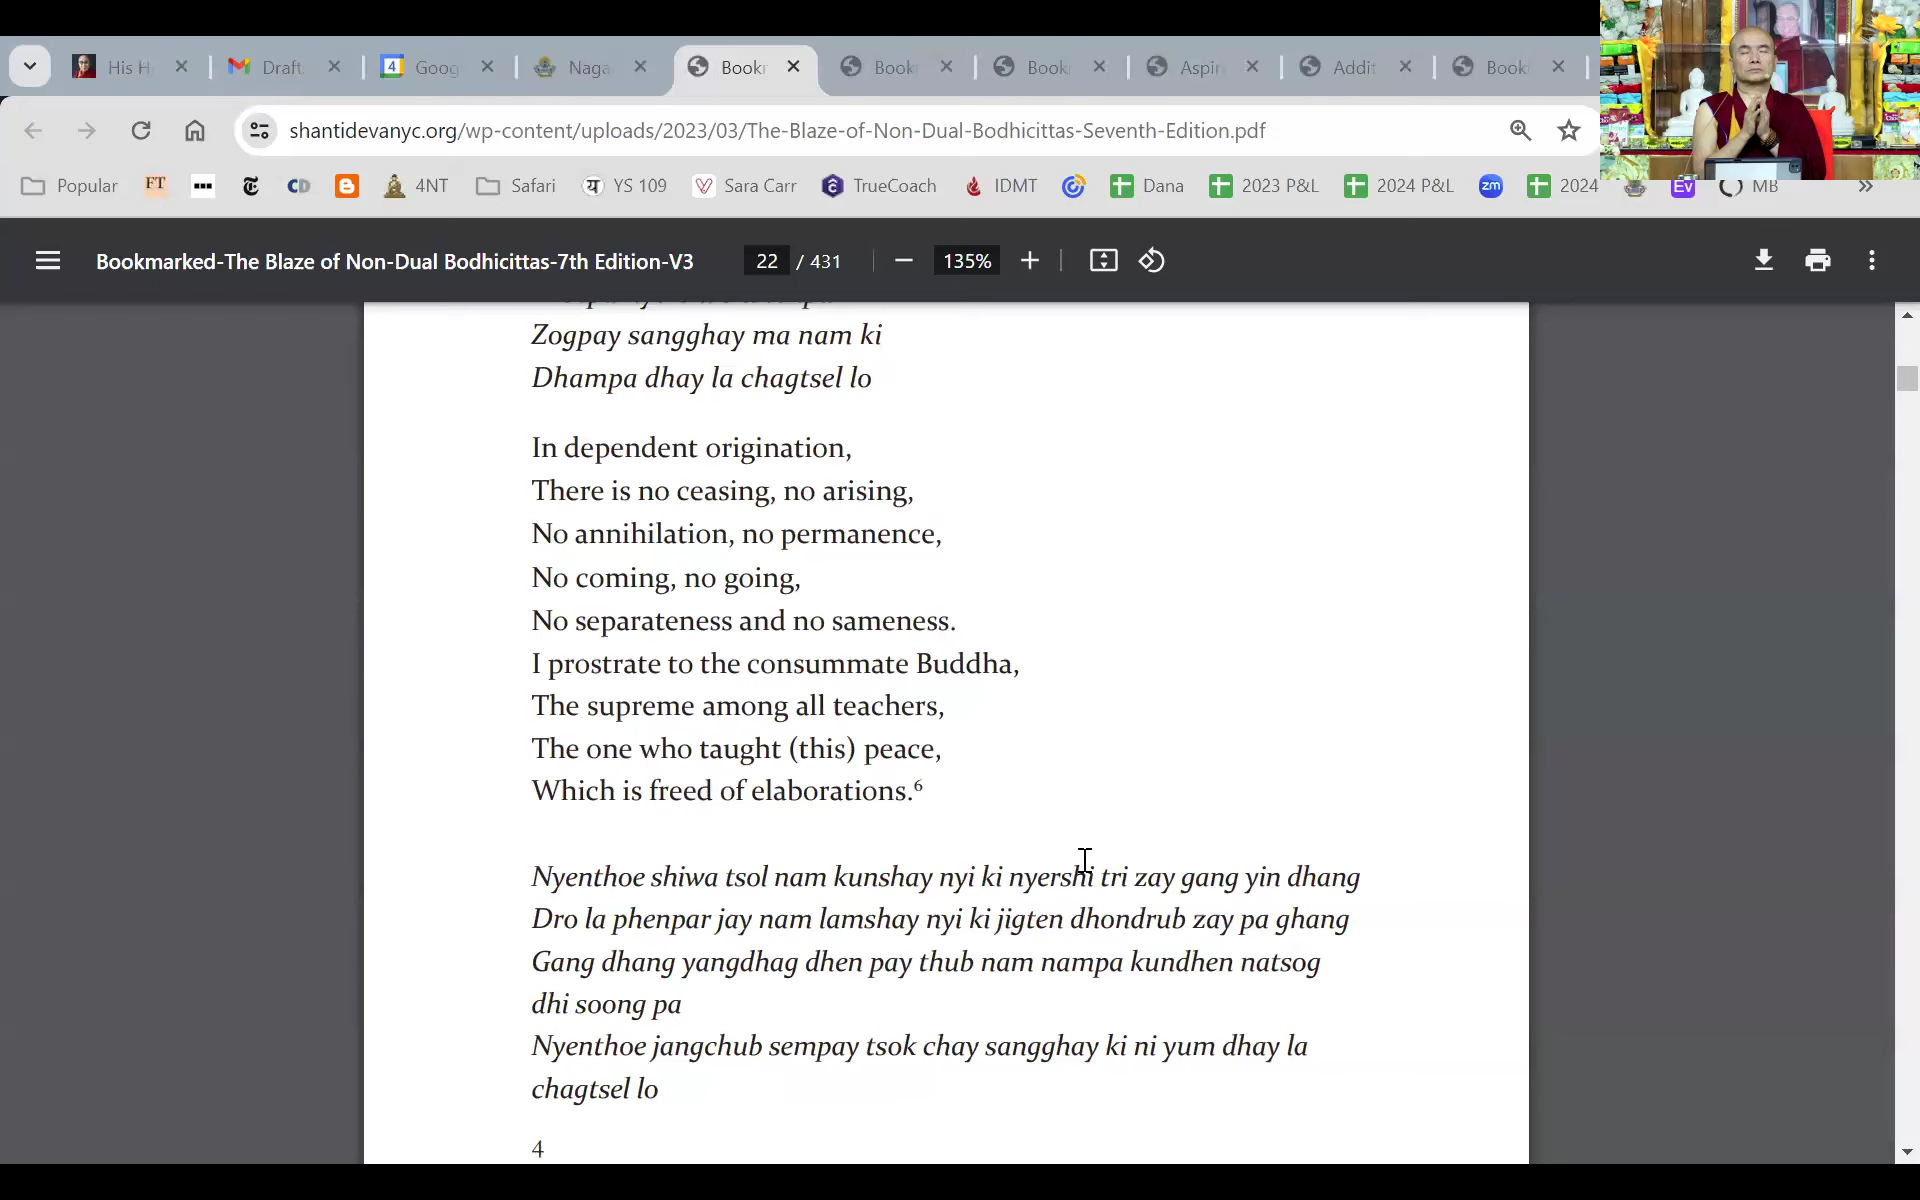 His H
Draft
Goog
Naga
Book
Book
Book
Aspir
Addit
Book
shantidevanyc.org/wp-content/uploads/2023/03/The-Blaze-of-Non-Dual-Bodhicittas-Seventh-Edition.pdf
Popular FT CD 4NT Safari YS 109 Sara Carr TrueCoach IDMT Dana 2023 P&L 2024 P&L zm 2024 Ev MB
Bookmarked-The Blaze of Non-Dual Bodhicittas-7th Edition-V3 22 / 431 135%
Zogpay sangghay ma nam ki
Dhampa dhay la chagtsel lo
In dependent origination,
There is no ceasing, no arising,
No annihilation, no permanence,
No coming, no going,
No separateness and no sameness.
I prostrate to the consummate Buddha,
The supreme among all teachers,
The one who taught (this) peace,
Which is freed of elaborations.⁶
Nyenthoe shiwa tsol nam kunshay nyi ki nyershi tri zay gang yin dhang
Dro la phenpar jay nam lamshay nyi ki jigten dhondrub zay pa ghang
Gang dhang yangdhag dhen pay thub nam nampa kundhen natsog
dhi soong pa
Nyenthoe jangchub sempay tsok chay sangghay ki ni yum dhay la
chagtsel lo
4